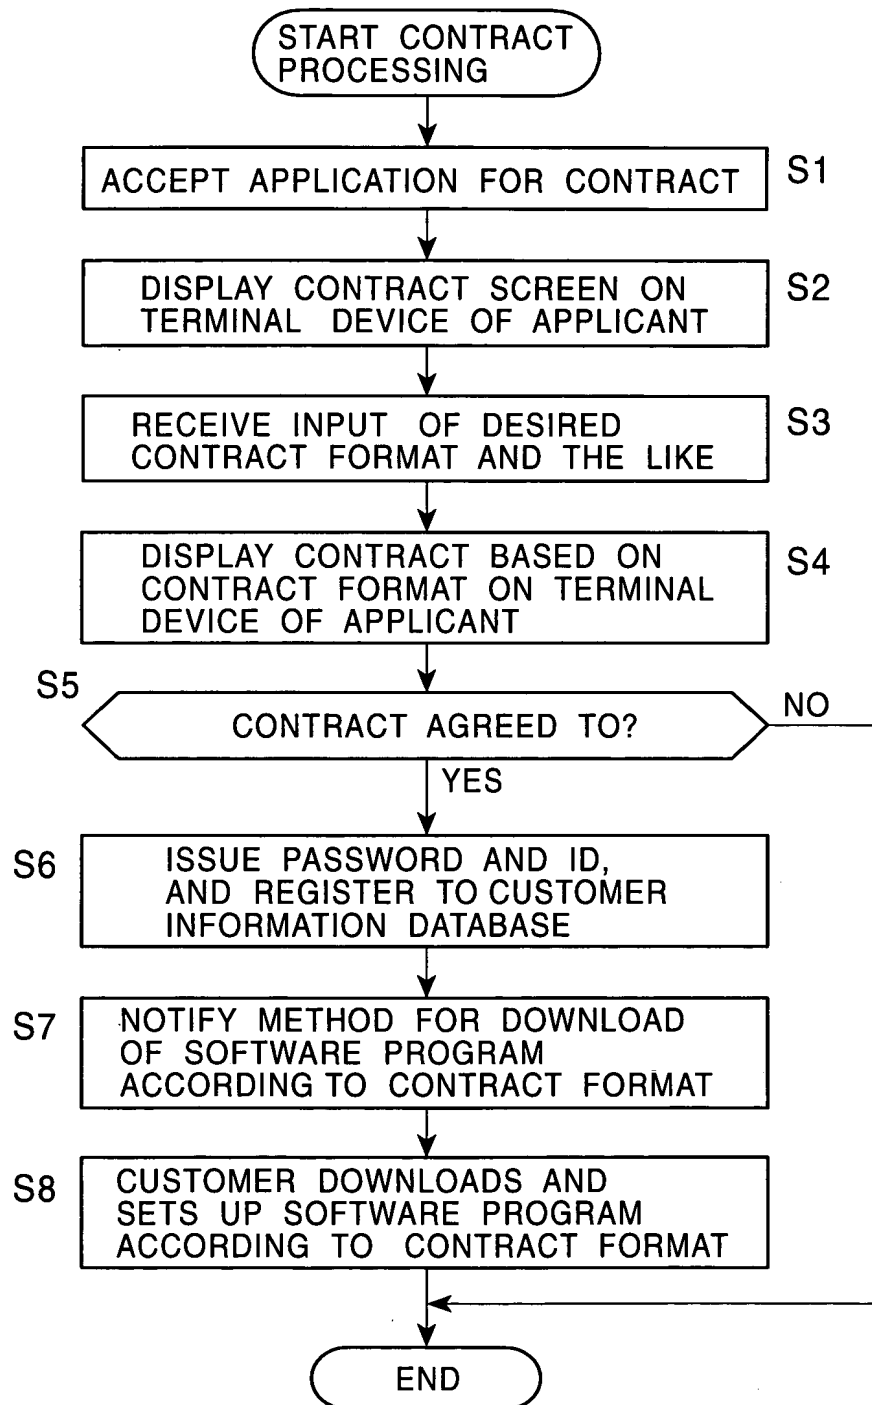 START CONTRACT
PROCESSING
ACCEPT APPLICATION FOR CONTRACT
S1
DISPLAY CONTRACT SCREEN ON
TERMINAL DEVICE OF APPLICANT
S2
RECEIVE INPUT OF DESIRED
CONTRACT FORMAT AND THE LIKE
S3
DISPLAY CONTRACT BASED ON
CONTRACT FORMAT ON TERMINAL
DEVICE OF APPLICANT
S4
S5
CONTRACT AGREED TO?
NO
YES
S6
ISSUE PASSWORD AND ID,
AND REGISTER TO CUSTOMER
INFORMATION DATABASE
S7
NOTIFY METHOD FOR DOWNLOAD
OF SOFTWARE PROGRAM
ACCORDING TO CONTRACT FORMAT
S8
CUSTOMER DOWNLOADS AND
SETS UP SOFTWARE PROGRAM
ACCORDING TO CONTRACT FORMAT
END